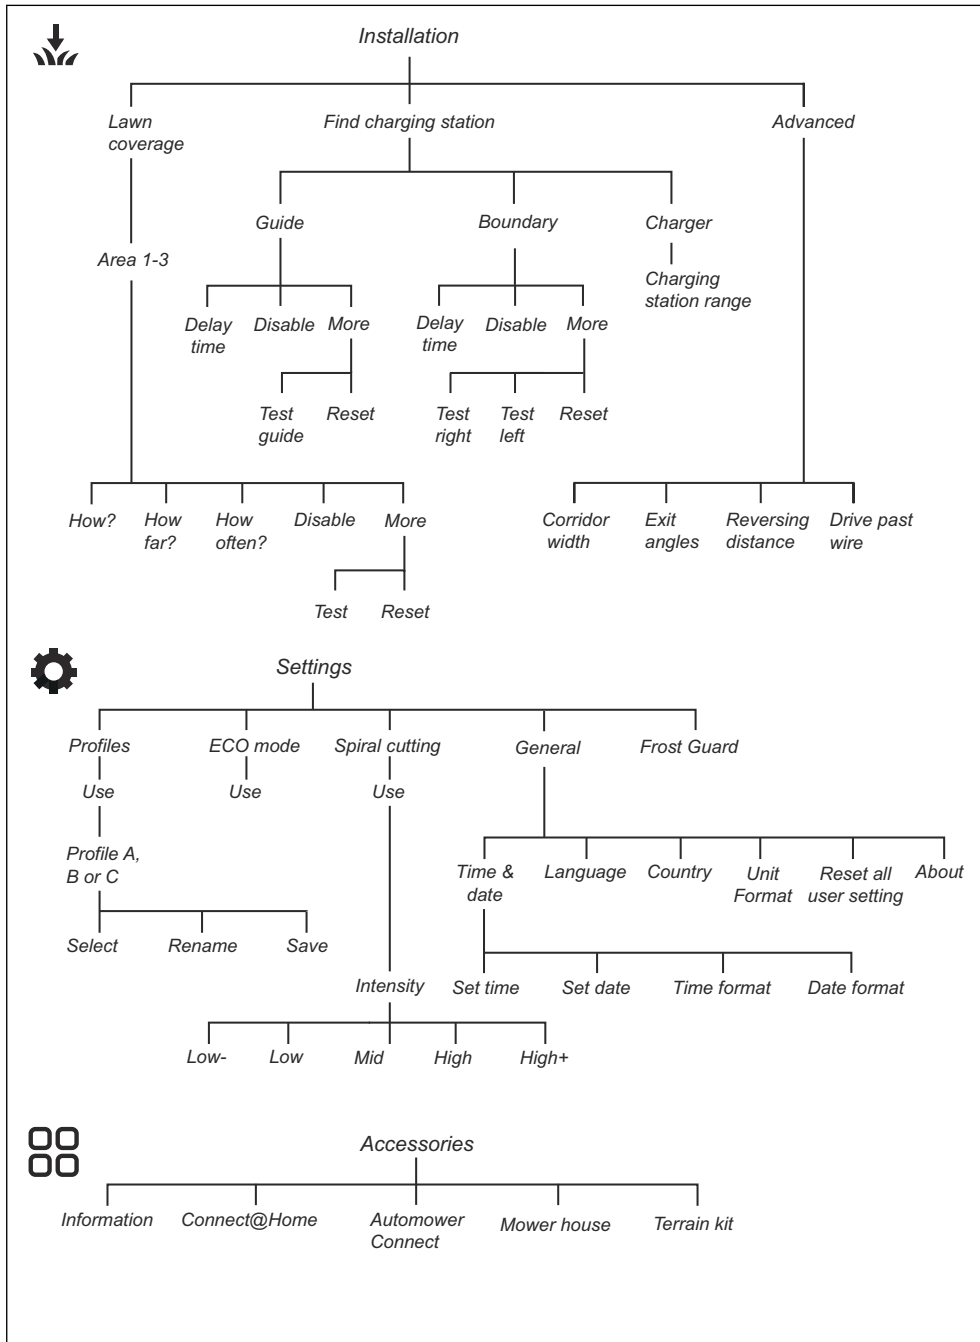 Installation
Lawn
coverage
Find charging station
Advanced
Guide
Boundary
Charger
Area 1-3
Charging
station range
Delay
time
Disable
More
Delay
time
Disable
More
Test
guide
Reset
Test
right
Test
left
Reset
How?
How
far?
How
often?
Disable
More
Corridor
width
Exit
angles
Reversing
distance
Drive past
wire
Test
Reset
Settings
Profiles
ECO mode
Spiral cutting
General
Frost Guard
Use
Use
Use
Profile A,
B or C
Time &
date
Language
Country
Unit
Format
Reset all
user setting
About
Select
Rename
Save
Intensity
Set time
Set date
Time format
Date format
Low-
Low
Mid
High
High+
Accessories
Information
Connect@Home
Automower
Connect
Mower house
Terrain kit